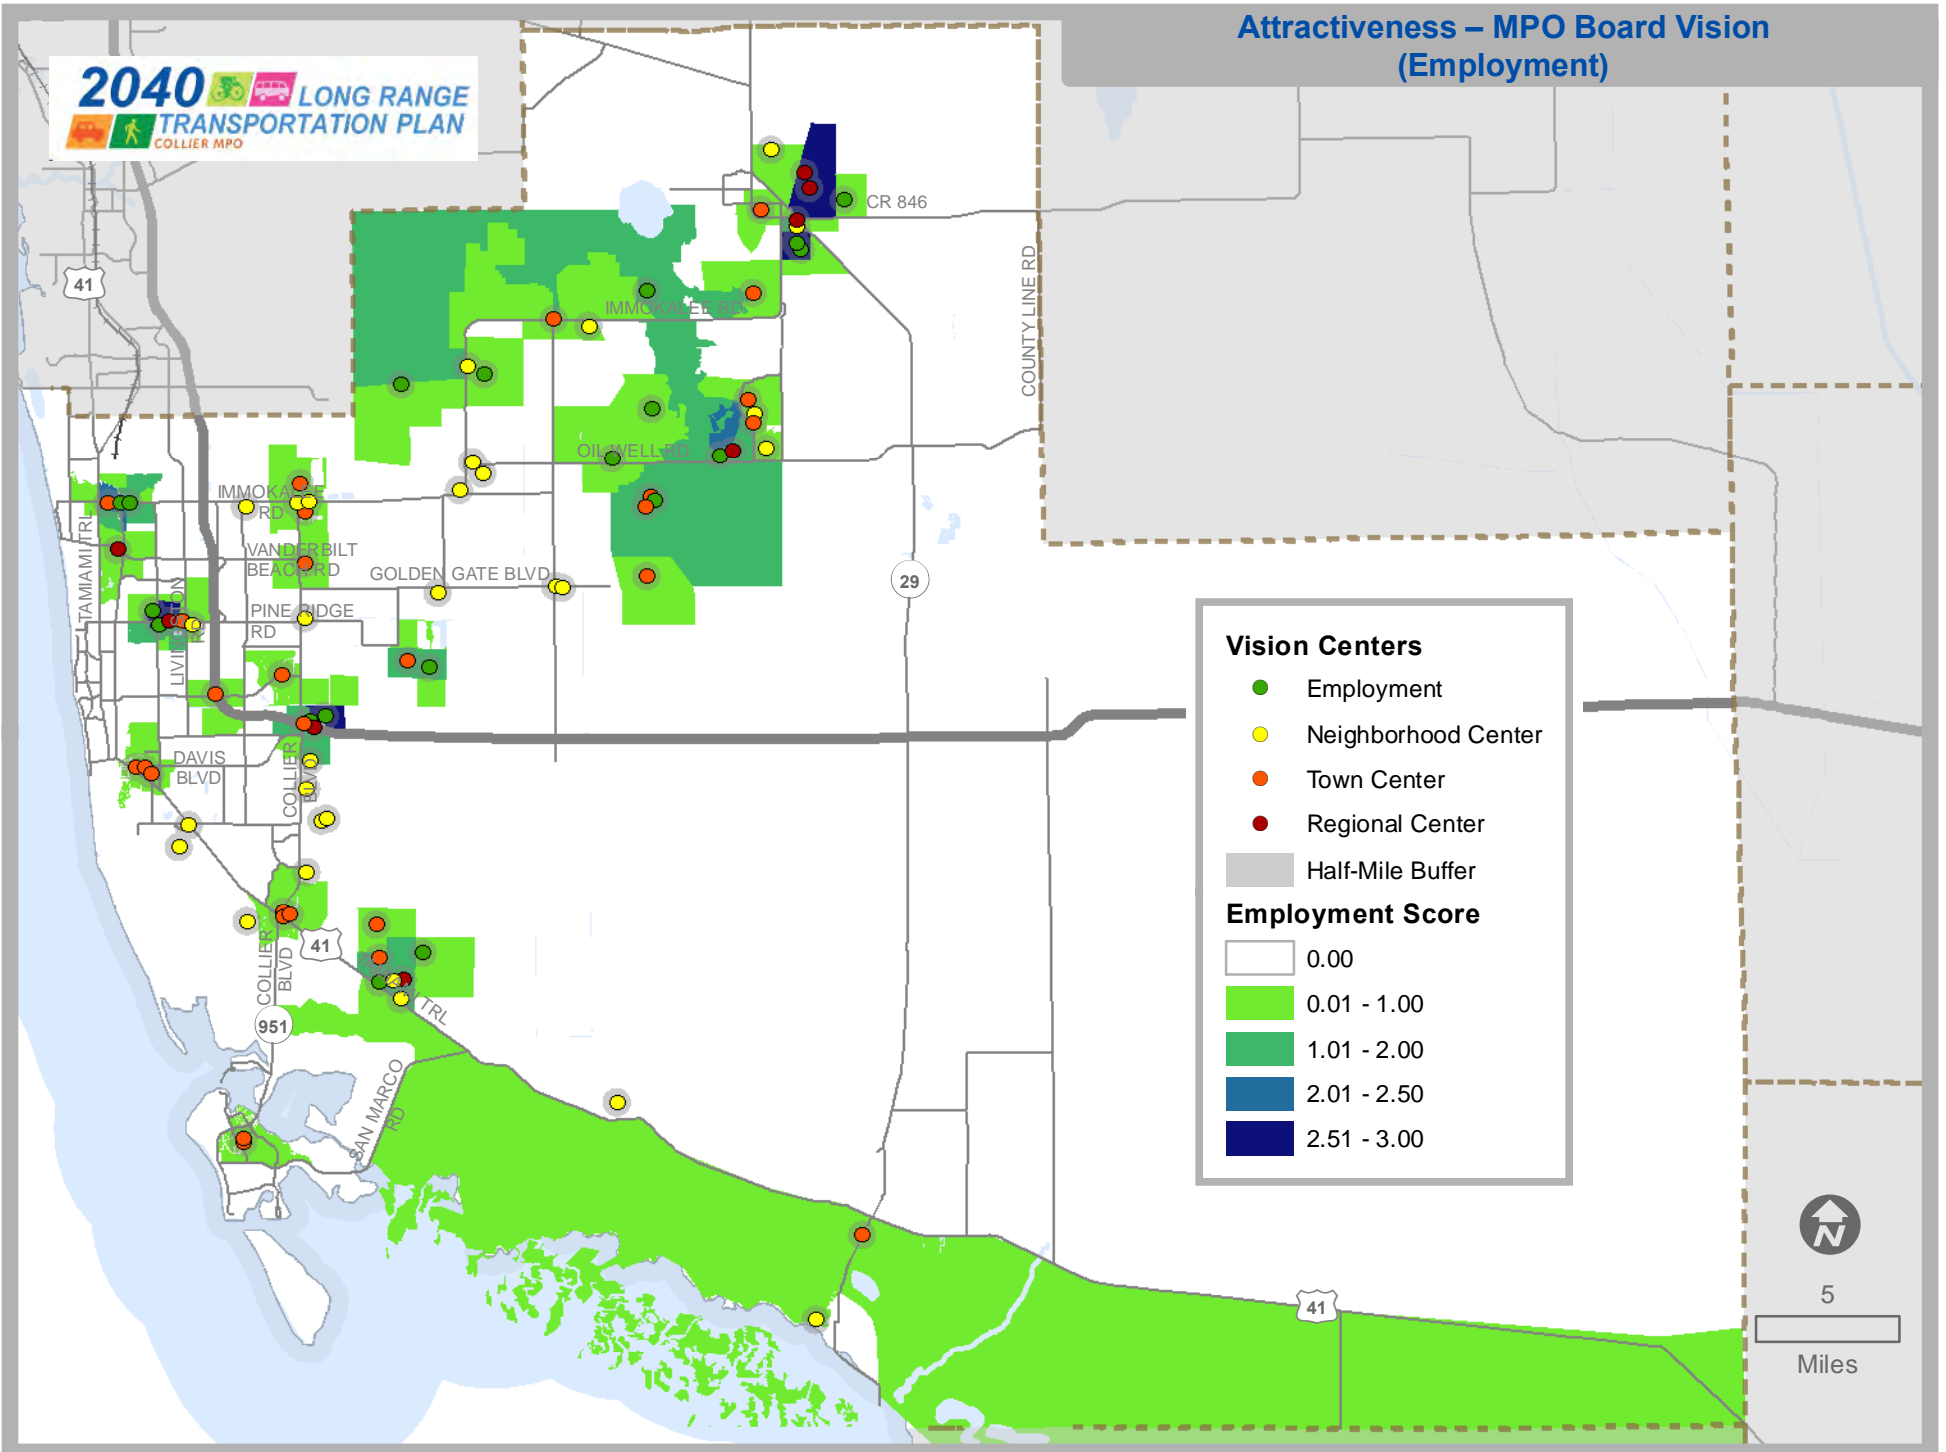 Attractiveness – MPO Board Vision
(Employment)
2040 LONG RANGE
TRANSPORTATION PLAN
COLLIER MPO
CR 846
41
COUNTY LINE RD
IMMOKALEE RD
OIL WELL RD
IMMOKALEE
RD
TAMIAMI TRL
VANDERBILT
BEACH RD
GOLDEN GATE BLVD
29
LIVINGSTON
RD
PINE RIDGE
RD
DAVIS
BLVD
COLLIER
BLVD
COLLIER
BLVD
41
TRL
951
SAN MARCO
RD
41
Vision Centers
Employment
Neighborhood Center
Town Center
Regional Center
Half-Mile Buffer
Employment Score
0.00
0.01 - 1.00
1.01 - 2.00
2.01 - 2.50
2.51 - 3.00
N
5
Miles